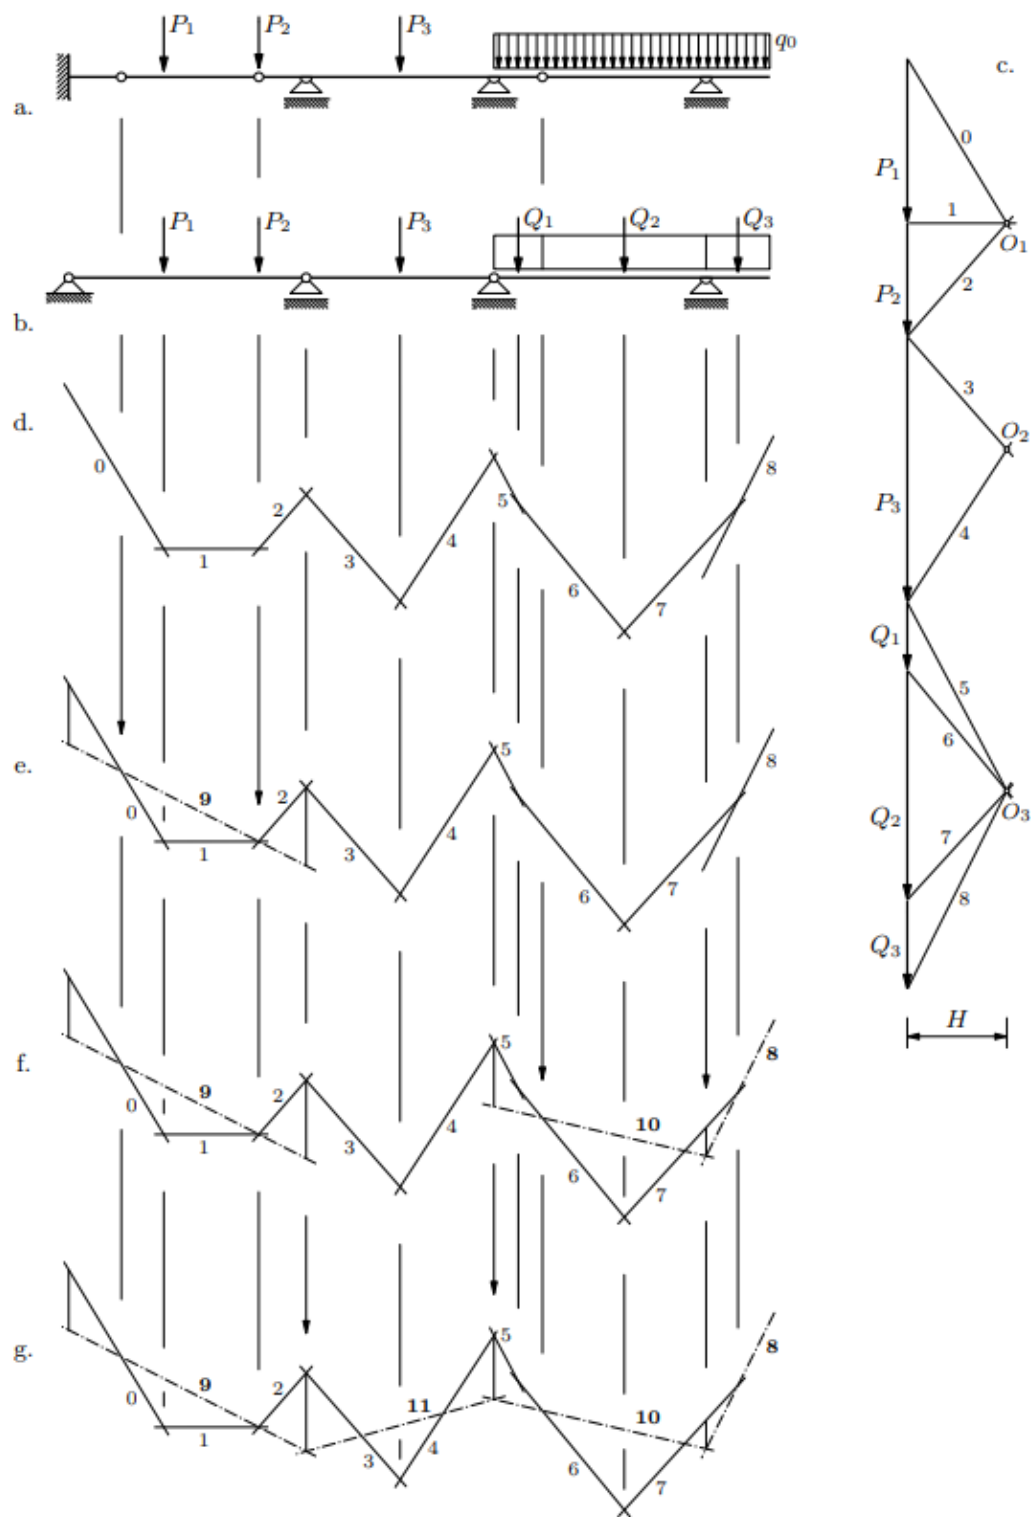 P₁ P₂ P₃ q₀
a.
P₁ P₂ P₃ Q₁ Q₂ Q₃
b.
c.
0
P₁
1
O₁
P₂
2
3
O₂
P₃
4
Q₁
5
6
O₃
Q₂
7
8
Q₃
H
d.
0 1 2 3 4 5 6 7 8
e.
0 9 1 2 3 4 5 6 7 8
f.
0 9 1 2 3 4 5 10 6 7 8
g.
0 9 1 2 3 11 4 5 10 6 7 8